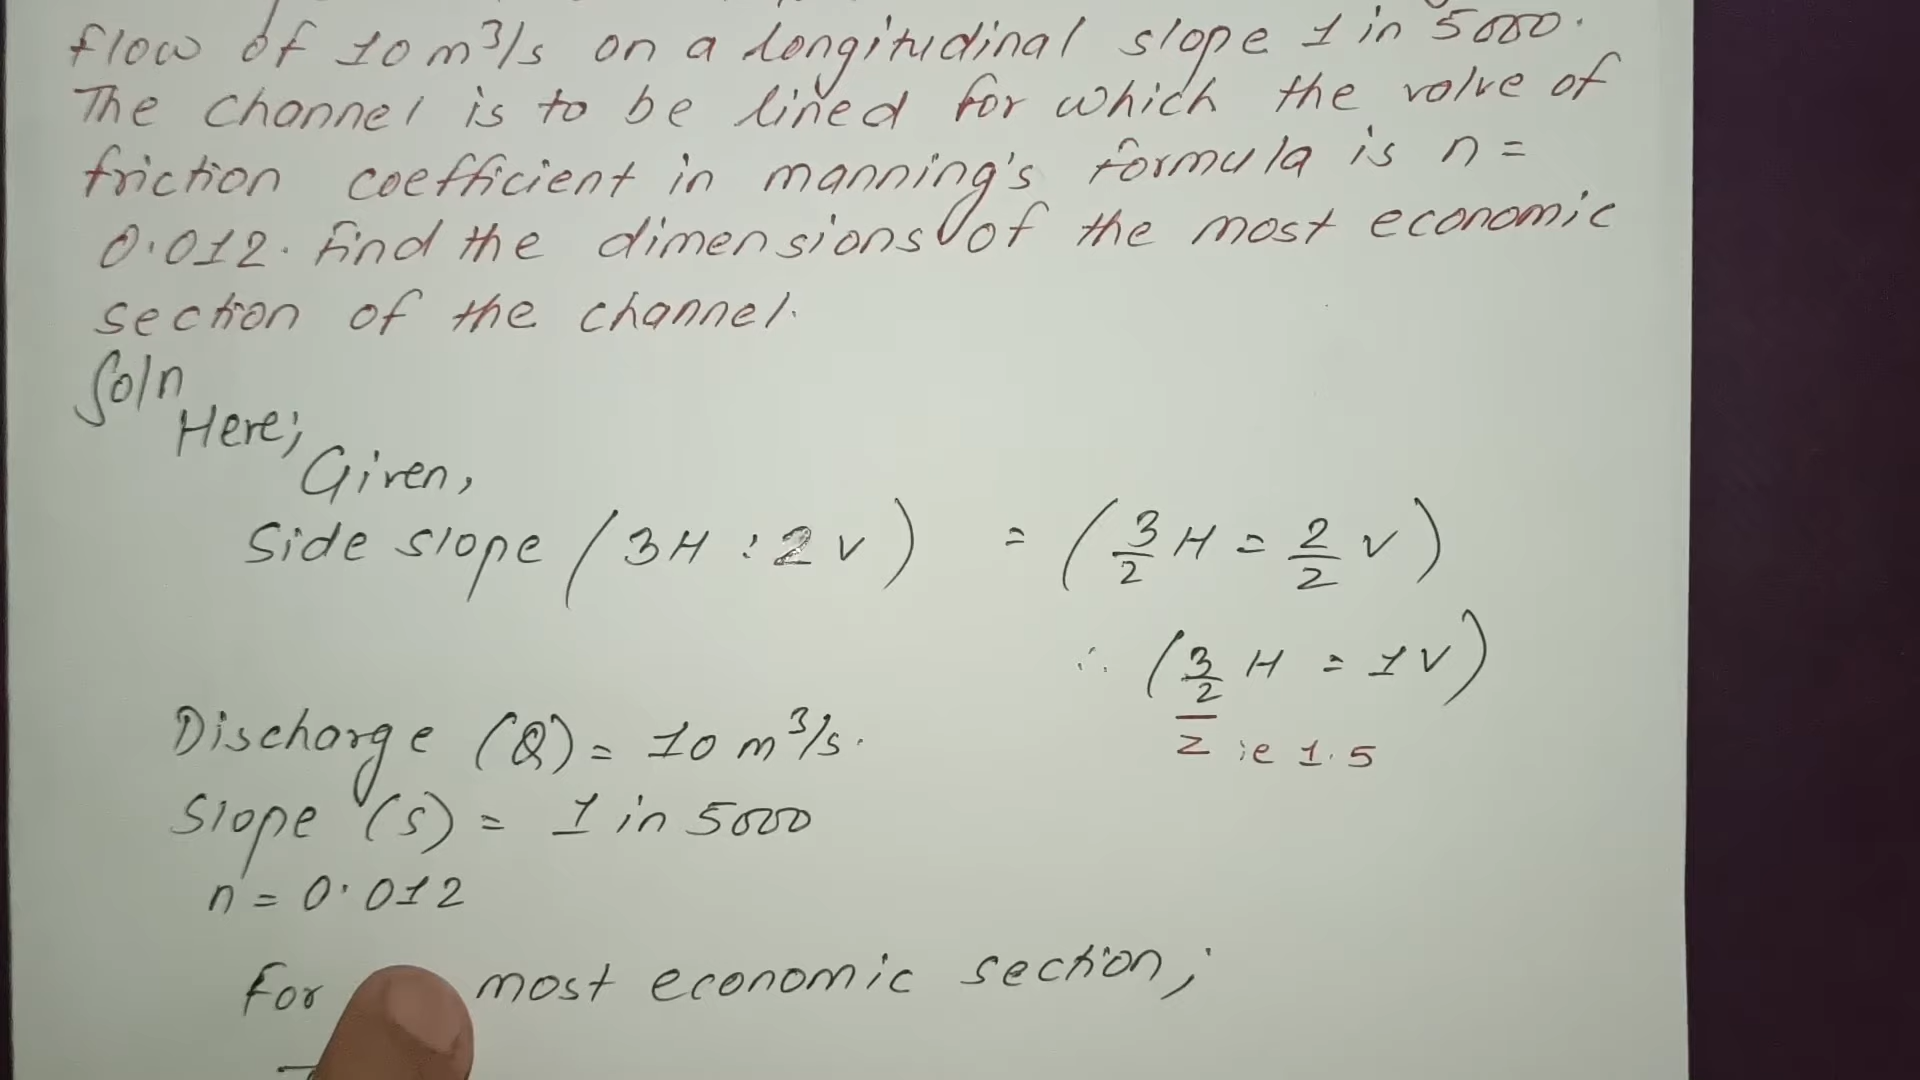 flow of 10 m³/s on a longitudinal slope 1 in 5000.
The channel is to be lined for which the value of
friction coefficient in manning's formula is n =
0.012. find the dimensions of the most economic
section of the channel.
Soln
Here;
Given,
Side slope (3H : 2V) = (3/2 H = 2/2 V)
∴ (3/2 H = 1V)
Discharge (Q) = 10 m³/s.
z ie 1.5
Slope (S) = 1 in 5000
n = 0.012
For most economic section;